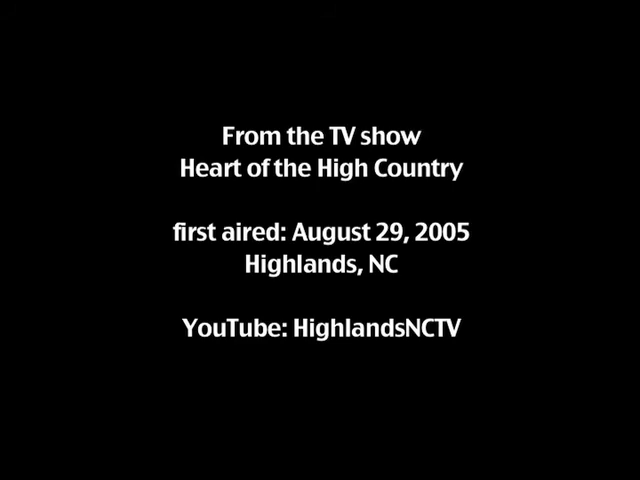 From the TV show
Heart of the High Country
first aired: August 29, 2005
Highlands, NC
YouTube: HighlandsNCTV